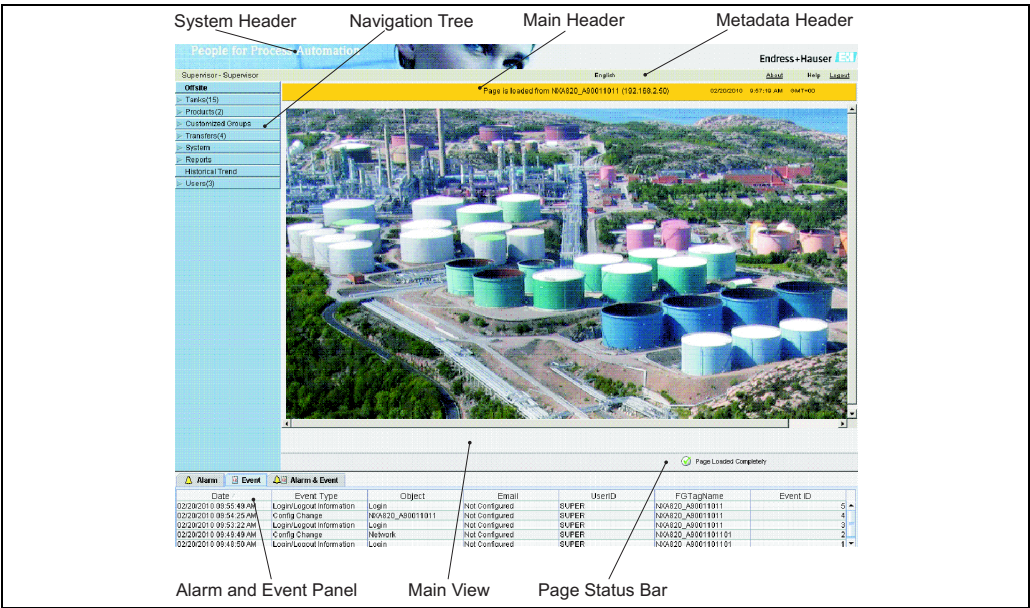 System Header Navigation Tree Main Header Metadata Header
People for Process Automation
Endress+Hauser EH
Supervisor - Supervisor English About Help Logout
Offsite
Page is loaded from NXA820_A90011011 (192.168.2.50) 02/20/2010 9:57:19 AM GMT+00
Tanks(15)
Products(2)
Customized Groups
Transfers(4)
System
Reports
Historical Trend
Users(3)
Page Loaded Completely
Alarm Event Alarm & Event
Date Event Type Object Email UserID FGTagName Event ID
02/20/2010 09:55:49 AM Login/Logout Information Login Not Configured SUPER NXA820_A90011011 5
02/20/2010 09:54:25 AM Config Change NXA820_A90011011 Not Configured SUPER NXA820_A90011011 4
02/20/2010 09:53:22 AM Login/Logout Information Login Not Configured SUPER NXA820_A90011011 3
02/20/2010 09:49:49 AM Config Change Network Not Configured SUPER NXA820_A9001101101 2
02/20/2010 09:48:50 AM Login/Logout Information Login Not Configured SUPER NXA820_A9001101101 1
Alarm and Event Panel Main View Page Status Bar